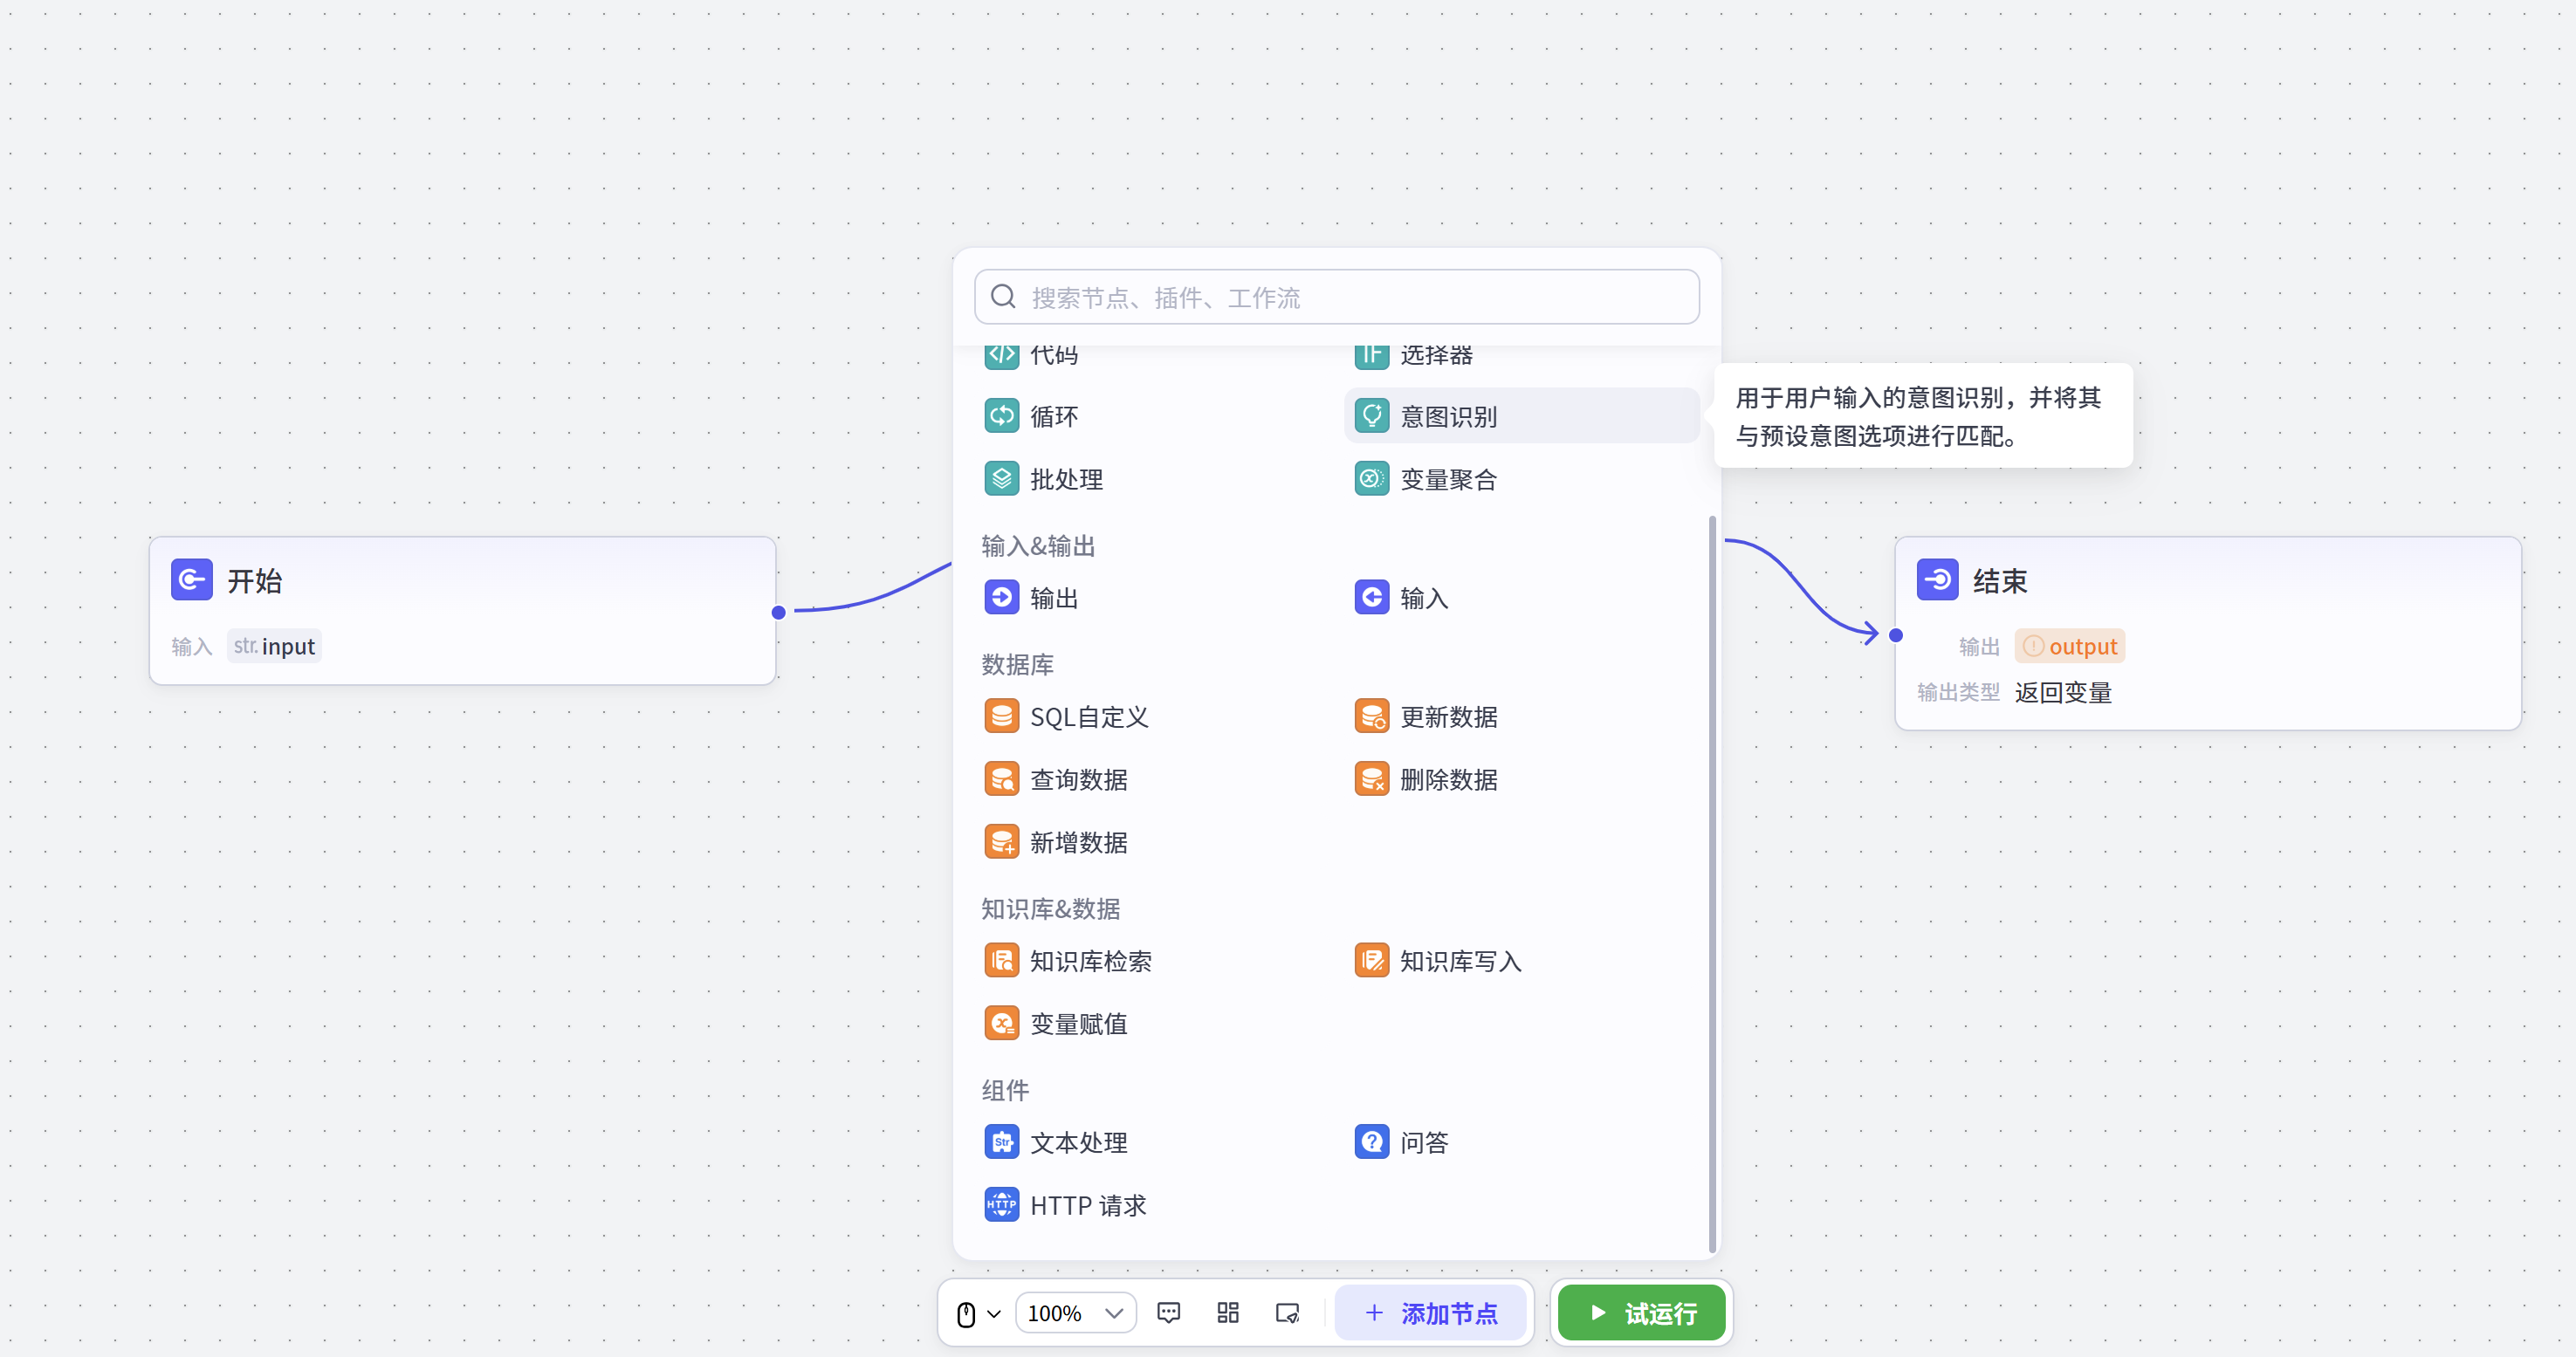 搜索节点、插件、工作流
代码
选择器
循环
意图识别
用于用户输入的意图识别，并将其
与预设意图选项进行匹配。
批处理
变量聚合
输入&输出
输出
输入
开始
输入 str. input
结束
输出 output
输出类型 返回变量
数据库
SQL自定义
更新数据
查询数据
删除数据
新增数据
知识库&数据
知识库检索
知识库写入
变量赋值
组件
Str 文本处理
? 问答
HTTP HTTP 请求
100%
添加节点
试运行